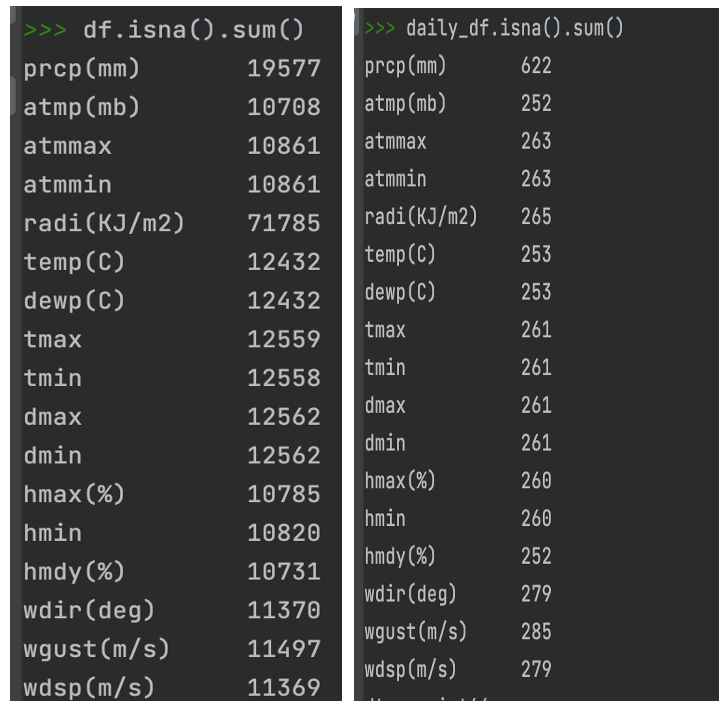 >>> df.isna().sum()
prcp(mm) 19577
atmp(mb) 10708
atmmax 10861
atmmin 10861
radi(KJ/m2) 71785
temp(C) 12432
dewp(C) 12432
tmax 12559
tmin 12558
dmax 12562
dmin 12562
hmax(%) 10785
hmin 10820
hmdy(%) 10731
wdir(deg) 11370
wgust(m/s) 11497
wdsp(m/s) 11369
>>> daily_df.isna().sum()
prcp(mm) 622
atmp(mb) 252
atmmax 263
atmmin 263
radi(KJ/m2) 265
temp(C) 253
dewp(C) 253
tmax 261
tmin 261
dmax 261
dmin 261
hmax(%) 260
hmin 260
hmdy(%) 252
wdir(deg) 279
wgust(m/s) 285
wdsp(m/s) 279